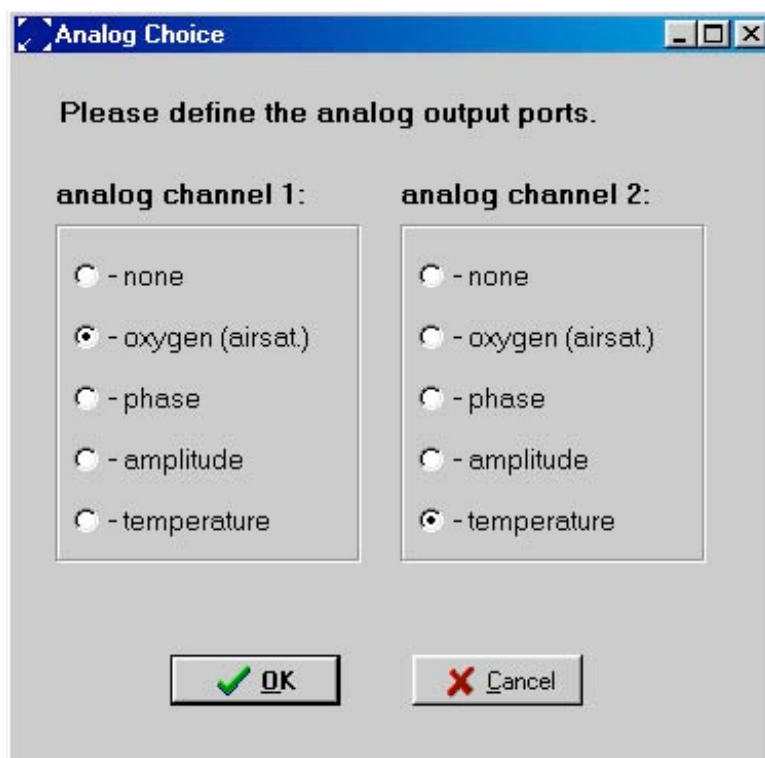 Analog Choice
Please define the analog output ports.
analog channel 1:
- none
- oxygen (airsat.)
- phase
- amplitude
- temperature
analog channel 2:
- none
- oxygen (airsat.)
- phase
- amplitude
- temperature
OK
Cancel